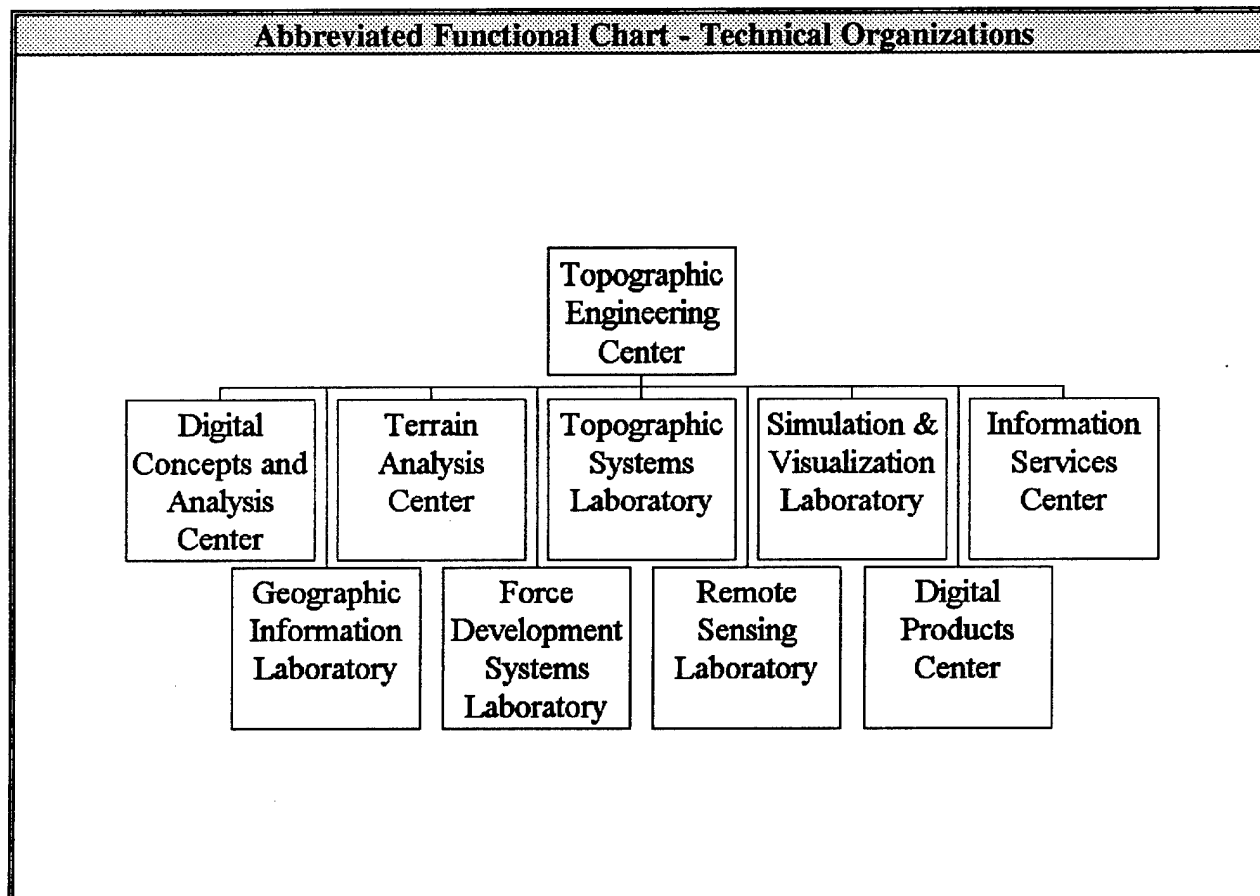 Abbreviated Functional Chart - Technical Organizations
Topographic
Engineering
Center
Digital
Concepts and
Analysis
Center
Terrain
Analysis
Center
Topographic
Systems
Laboratory
Simulation &
Visualization
Laboratory
Information
Services
Center
Geographic
Information
Laboratory
Force
Development
Systems
Laboratory
Remote
Sensing
Laboratory
Digital
Products
Center